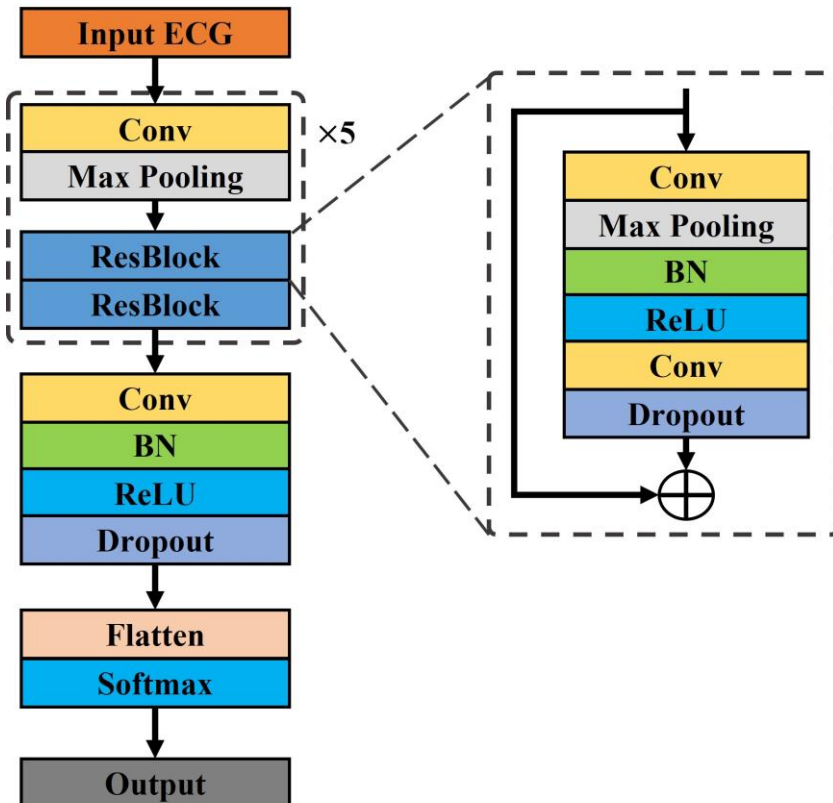 Input ECG
Conv
×5
Max Pooling
ResBlock
ResBlock
Conv
BN
ReLU
Dropout
Flatten
Softmax
Output
Conv
Max Pooling
BN
ReLU
Conv
Dropout